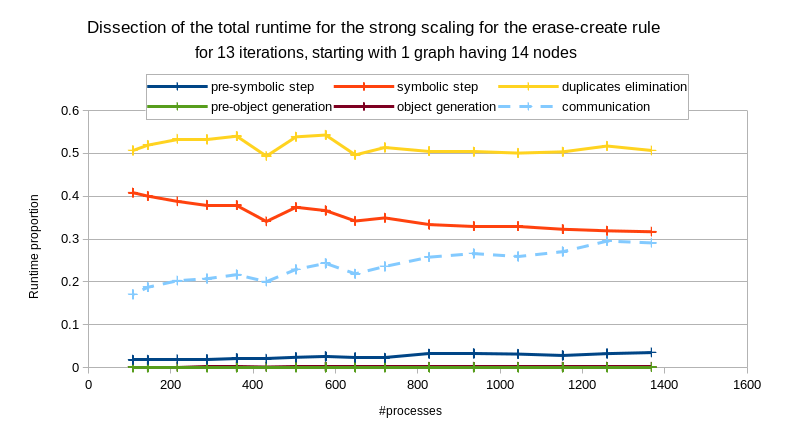 Dissection of the total runtime for the strong scaling for the erase-create rule
for 13 iterations, starting with 1 graph having 14 nodes
pre-symbolic step symbolic step duplicates elimination
pre-object generation object generation communication
0.6
0.5
0.4
0.3
0.2
0.1
0
Runtime proportion
0 200 400 600 800 1000 1200 1400 1600
#processes